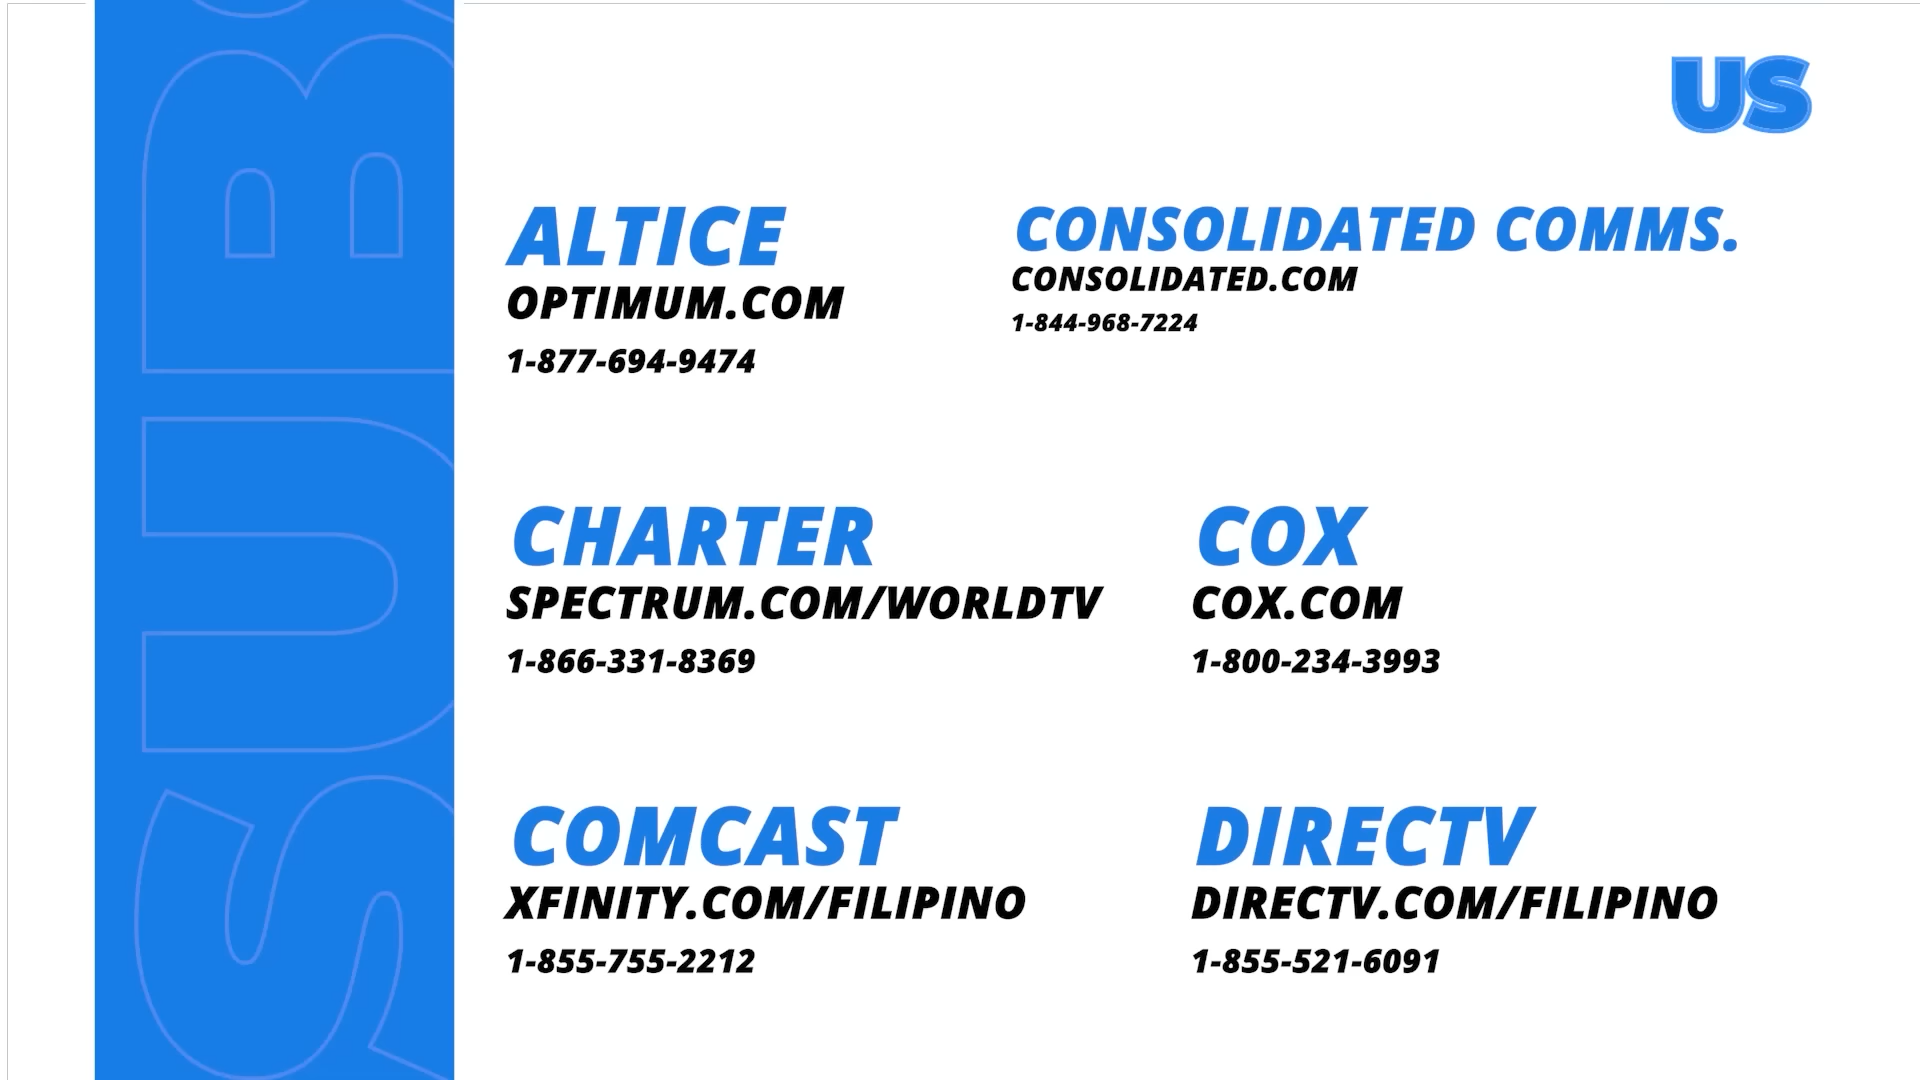 SUB
US
ALTICE
OPTIMUM.COM
1-877-694-9474
CONSOLIDATED COMMS.
CONSOLIDATED.COM
1-844-968-7224
CHARTER
SPECTRUM.COM/WORLDTV
1-866-331-8369
COX
COX.COM
1-800-234-3993
COMCAST
XFINITY.COM/FILIPINO
1-855-755-2212
DIRECTV
DIRECTV.COM/FILIPINO
1-855-521-6091